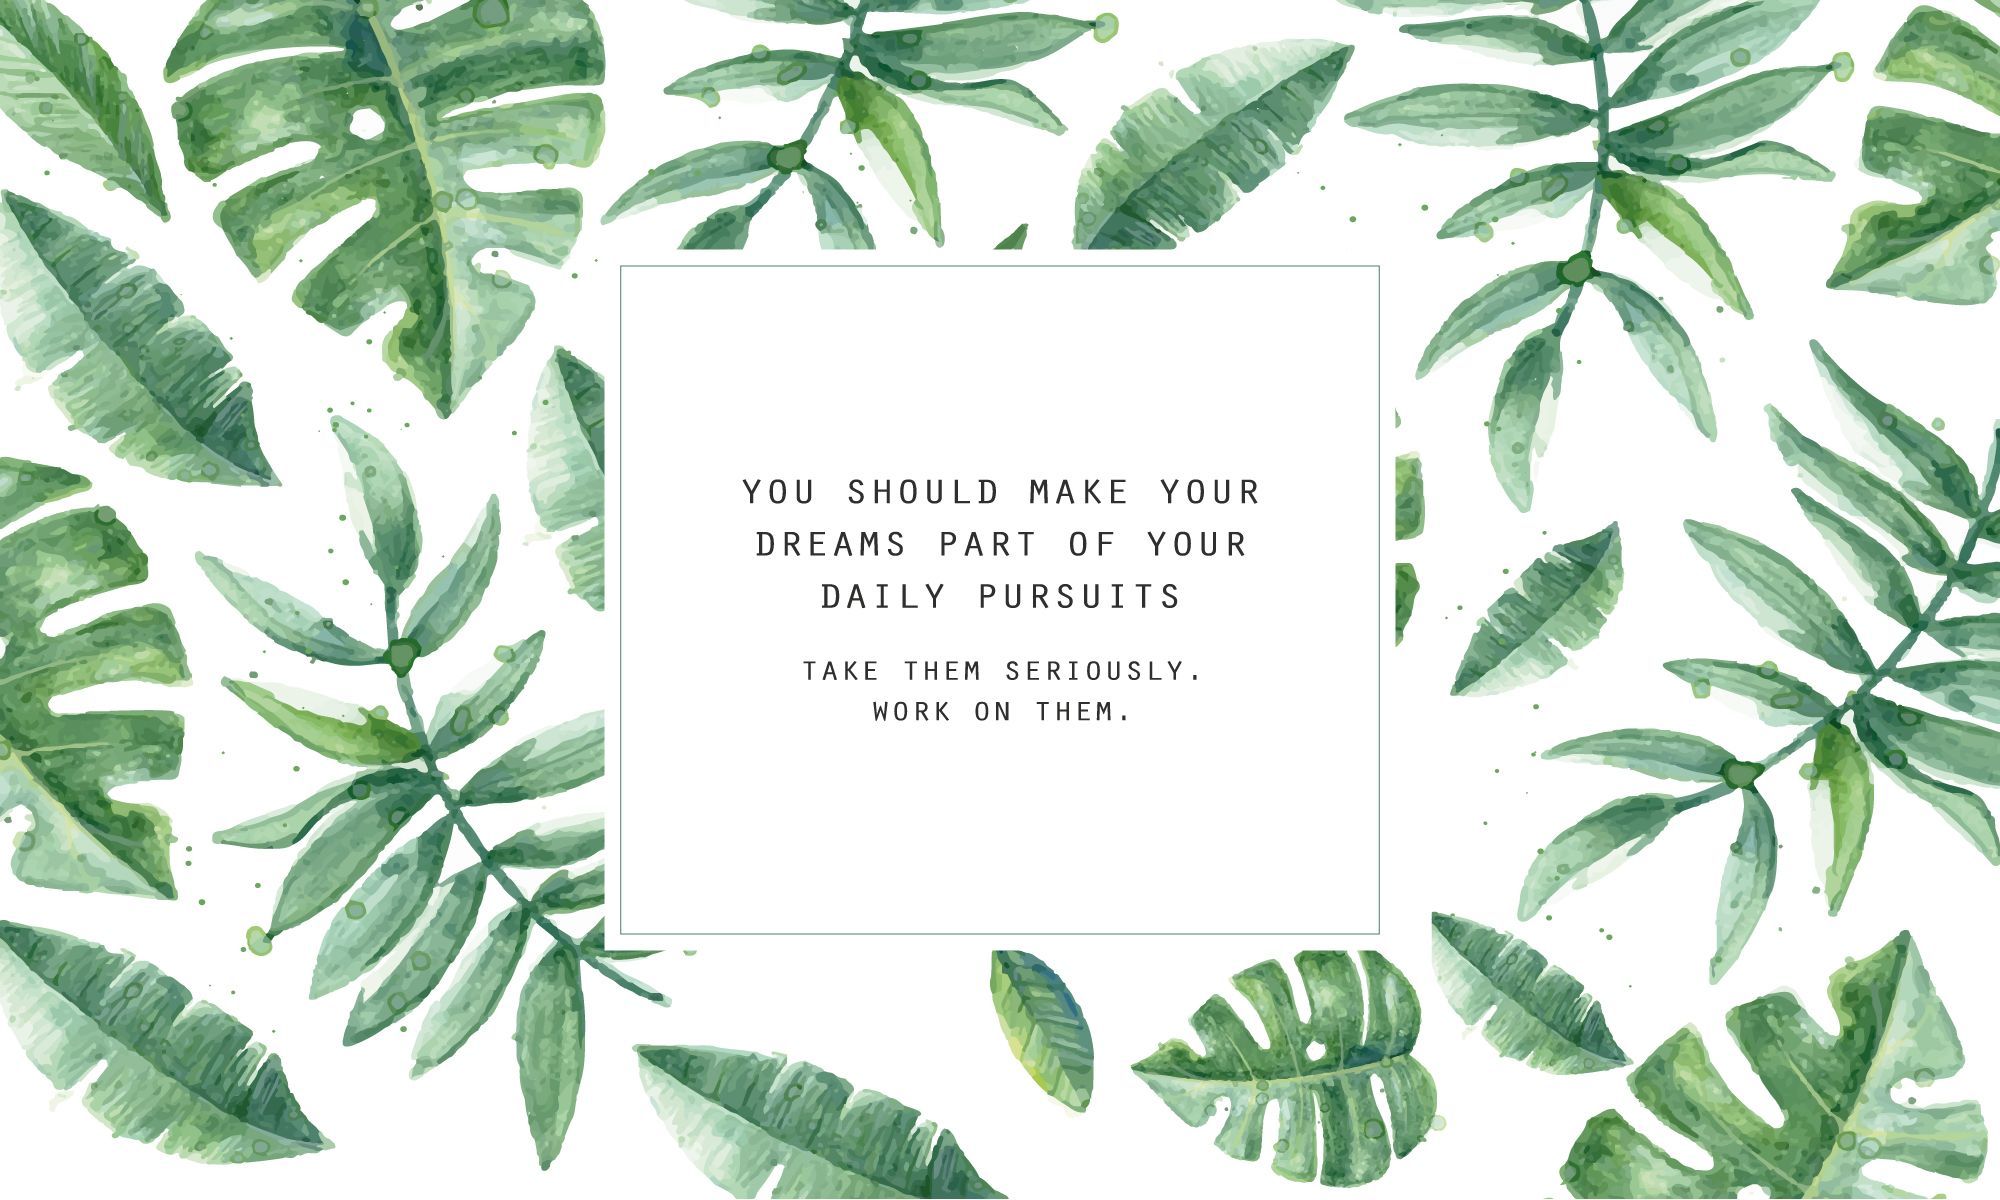 YOU SHOULD MAKE YOUR
DREAMS PART OF YOUR
DAILY PURSUITS
TAKE THEM SERIOUSLY.
WORK ON THEM.